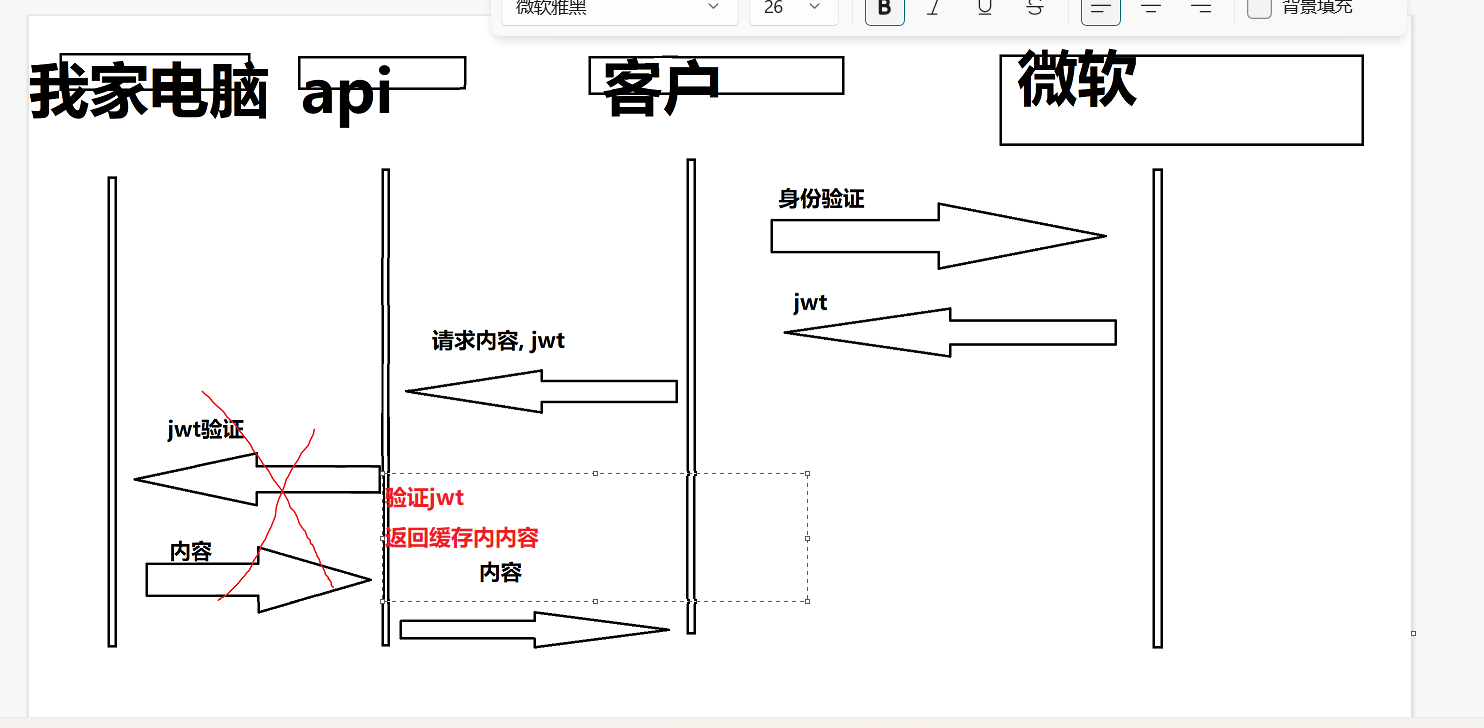 微软雅黑
26
B
I
U
S
背景填充
我家电脑
api
客户
微软
身份验证
jwt
请求内容, jwt
jwt验证
验证jwt
返回缓存内内容
内容
内容